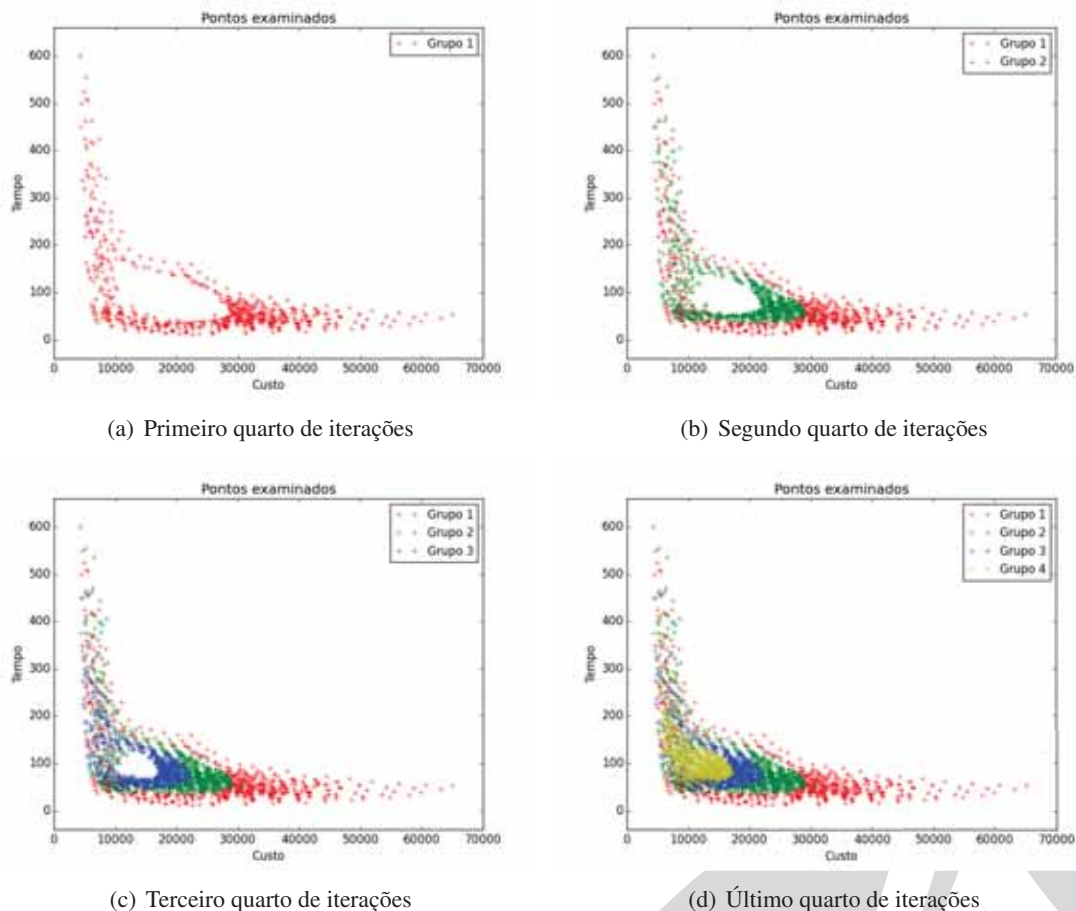 Pontos examinados
Grupo 1
600
500
400
300
200
100
0
Tempo
0 10000 20000 30000 40000 50000 60000 70000
Custo
(a) Primeiro quarto de iterações
Pontos examinados
Grupo 1
Grupo 2
600
500
400
300
200
100
0
Tempo
0 10000 20000 30000 40000 50000 60000 70000
Custo
(b) Segundo quarto de iterações
Pontos examinados
Grupo 1
Grupo 2
Grupo 3
600
500
400
300
200
100
0
Tempo
0 10000 20000 30000 40000 50000 60000 70000
Custo
(c) Terceiro quarto de iterações
Pontos examinados
Grupo 1
Grupo 2
Grupo 3
Grupo 4
600
500
400
300
200
100
0
Tempo
0 10000 20000 30000 40000 50000 60000 70000
Custo
(d) Último quarto de iterações